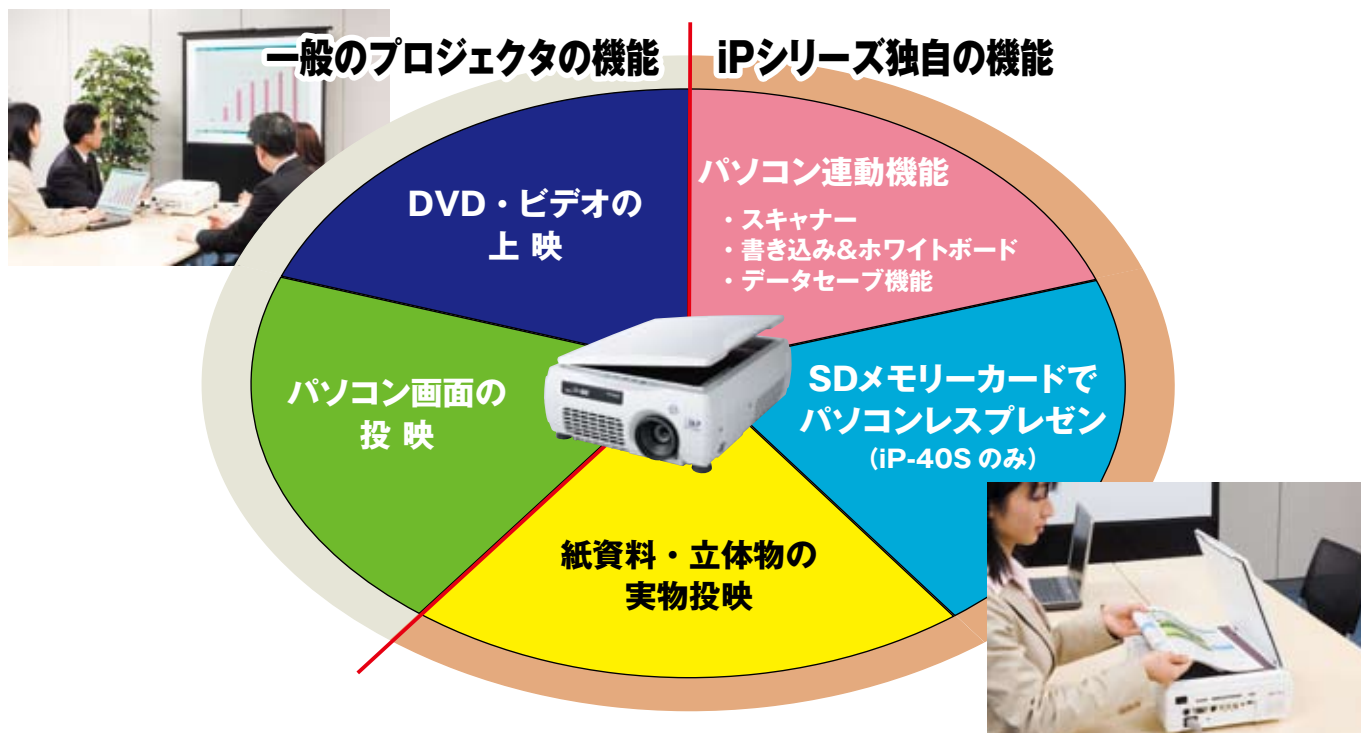 一般のプロジェクタの機能
iPシリーズ独自の機能
DVD・ビデオの
上 映
パソコン連動機能
・スキャナー
・書き込み&ホワイトボード
・データセーブ機能
パソコン画面の
投 映
SDメモリーカードで
パソコンレスプレゼン
(iP-40S のみ)
紙資料・立体物の
実物投映